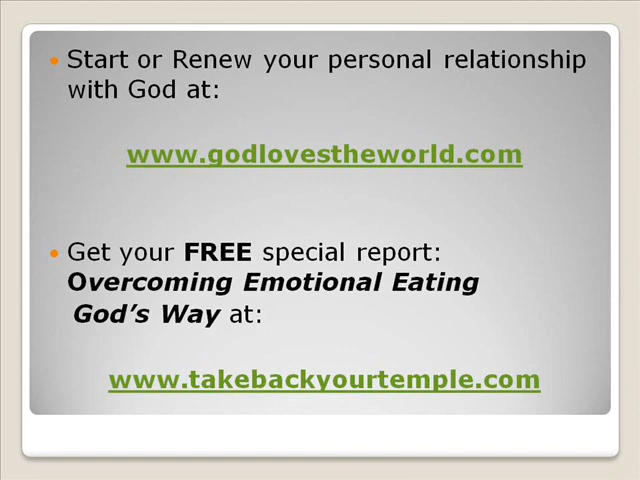 Start or Renew your personal relationship
with God at:
www.godlovestheworld.com
Get your FREE special report:
Overcoming Emotional Eating
God’s Way at:
www.takebackyourtemple.com